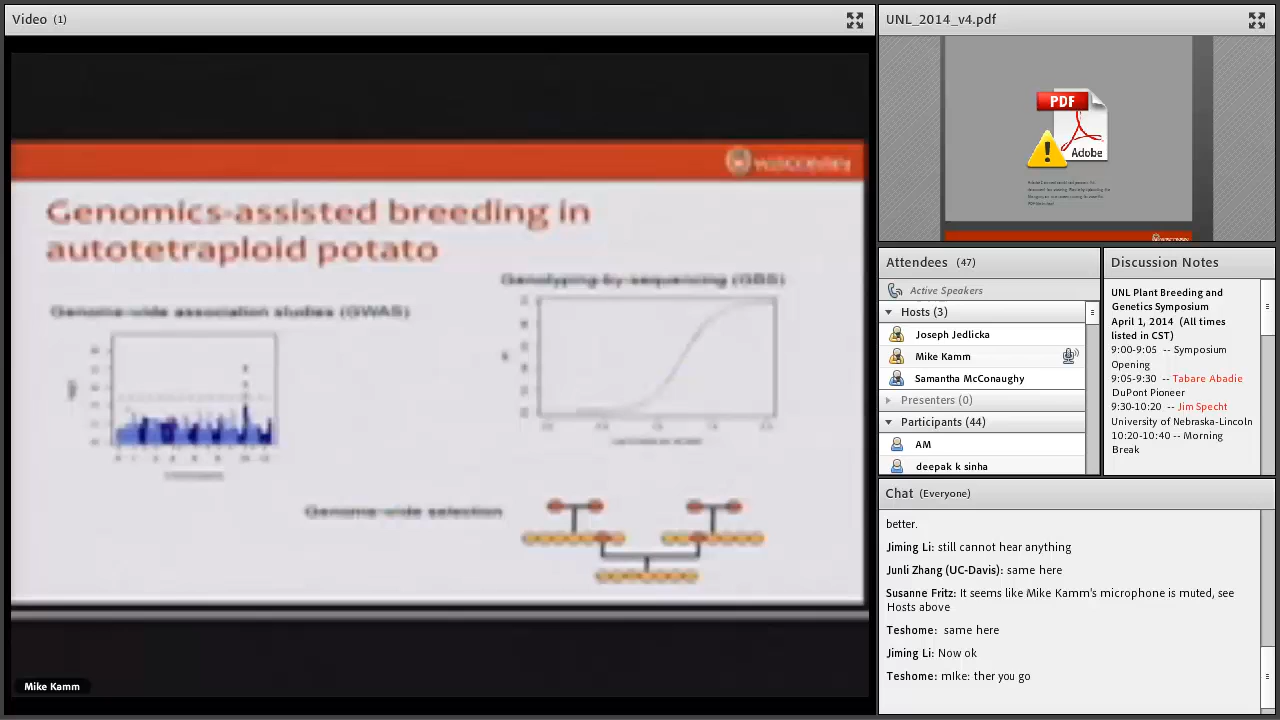 Video (1)
WISCONSIN
Genomics-assisted breeding in
autotetraploid potato
Genotyping-by-sequencing (GBS)
Genome-wide association studies (GWAS)
Genome-wide selection
Mike Kamm
UNL_2014_v4.pdf
PDF
Adobe
Attendees (47)
Active Speakers
Hosts (3)
Joseph Jedlicka
Mike Kamm
Samantha McConaughy
Presenters (0)
Participants (44)
AM
deepak k sinha
Discussion Notes
UNL Plant Breeding and
Genetics Symposium
April 1, 2014 (All times
listed in CST)
9:00-9:05 -- Symposium
Opening
9:05-9:30 -- Tabare Abadie
DuPont Pioneer
9:30-10:20 -- Jim Specht
University of Nebraska-Lincoln
10:20-10:40 -- Morning
Break
Chat (Everyone)
better.
Jiming Li: still cannot hear anything
Junli Zhang (UC-Davis): same here
Susanne Fritz: It seems like Mike Kamm's microphone is muted, see
Hosts above
Teshome: same here
Jiming Li: Now ok
Teshome: mIke: ther you go